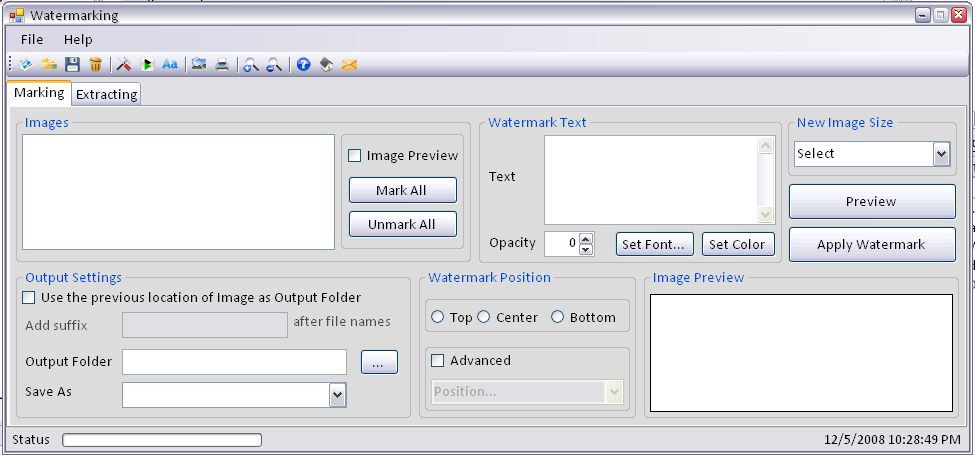 Watermarking
File Help
Aa
Marking Extracting
Images
Image Preview
Mark All
Unmark All
Watermark Text
Text
Opacity 0 Set Font... Set Color
New Image Size
Select
Preview
Apply Watermark
Output Settings
Use the previous location of Image as Output Folder
Add suffix after file names
Output Folder ...
Save As
Watermark Position
Top Center Bottom
Advanced
Position...
Image Preview
Status 12/5/2008 10:28:49 PM